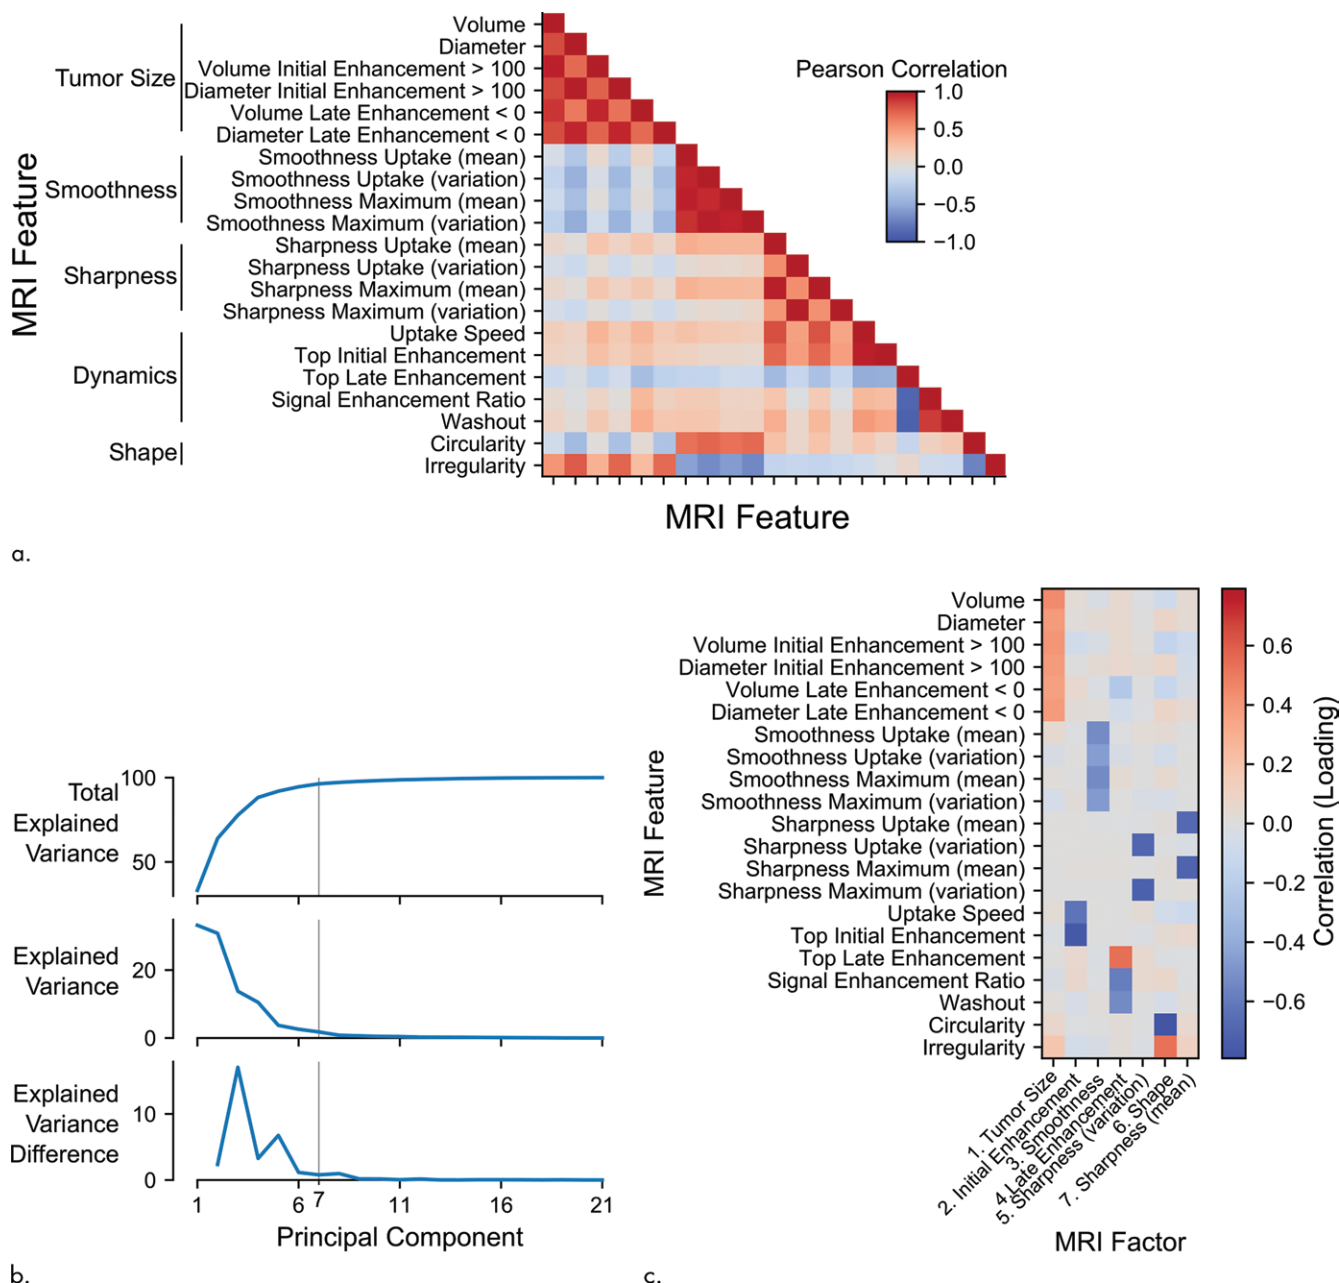 Volume
Diameter
Volume Initial Enhancement > 100
Diameter Initial Enhancement > 100
Volume Late Enhancement < 0
Diameter Late Enhancement < 0
Smoothness Uptake (mean)
Smoothness Uptake (variation)
Smoothness Maximum (mean)
Smoothness Maximum (variation)
Sharpness Uptake (mean)
Sharpness Uptake (variation)
Sharpness Maximum (mean)
Sharpness Maximum (variation)
Uptake Speed
Top Initial Enhancement
Top Late Enhancement
Signal Enhancement Ratio
Washout
Circularity
Irregularity
Tumor Size
Smoothness
Sharpness
Dynamics
Shape
MRI Feature
MRI Feature
Pearson Correlation
1.0
0.5
0.0
−0.5
−1.0
a.
Total
Explained
Variance
100
50
Explained
Variance
20
0
Explained
Variance
Difference
10
0
1
6
7
11
16
21
Principal Component
b.
Volume
Diameter
Volume Initial Enhancement > 100
Diameter Initial Enhancement > 100
Volume Late Enhancement < 0
Diameter Late Enhancement < 0
Smoothness Uptake (mean)
Smoothness Uptake (variation)
Smoothness Maximum (mean)
Smoothness Maximum (variation)
Sharpness Uptake (mean)
Sharpness Uptake (variation)
Sharpness Maximum (mean)
Sharpness Maximum (variation)
Uptake Speed
Top Initial Enhancement
Top Late Enhancement
Signal Enhancement Ratio
Washout
Circularity
Irregularity
MRI Feature
1. Tumor Size
2. Initial Enhancement
3. Smoothness
4 Late Enhancement
5. Sharpness (variation)
6. Shape
7. Sharpness (mean)
MRI Factor
0.6
0.4
0.2
0.0
−0.2
−0.4
−0.6
Correlation (Loading)
c.